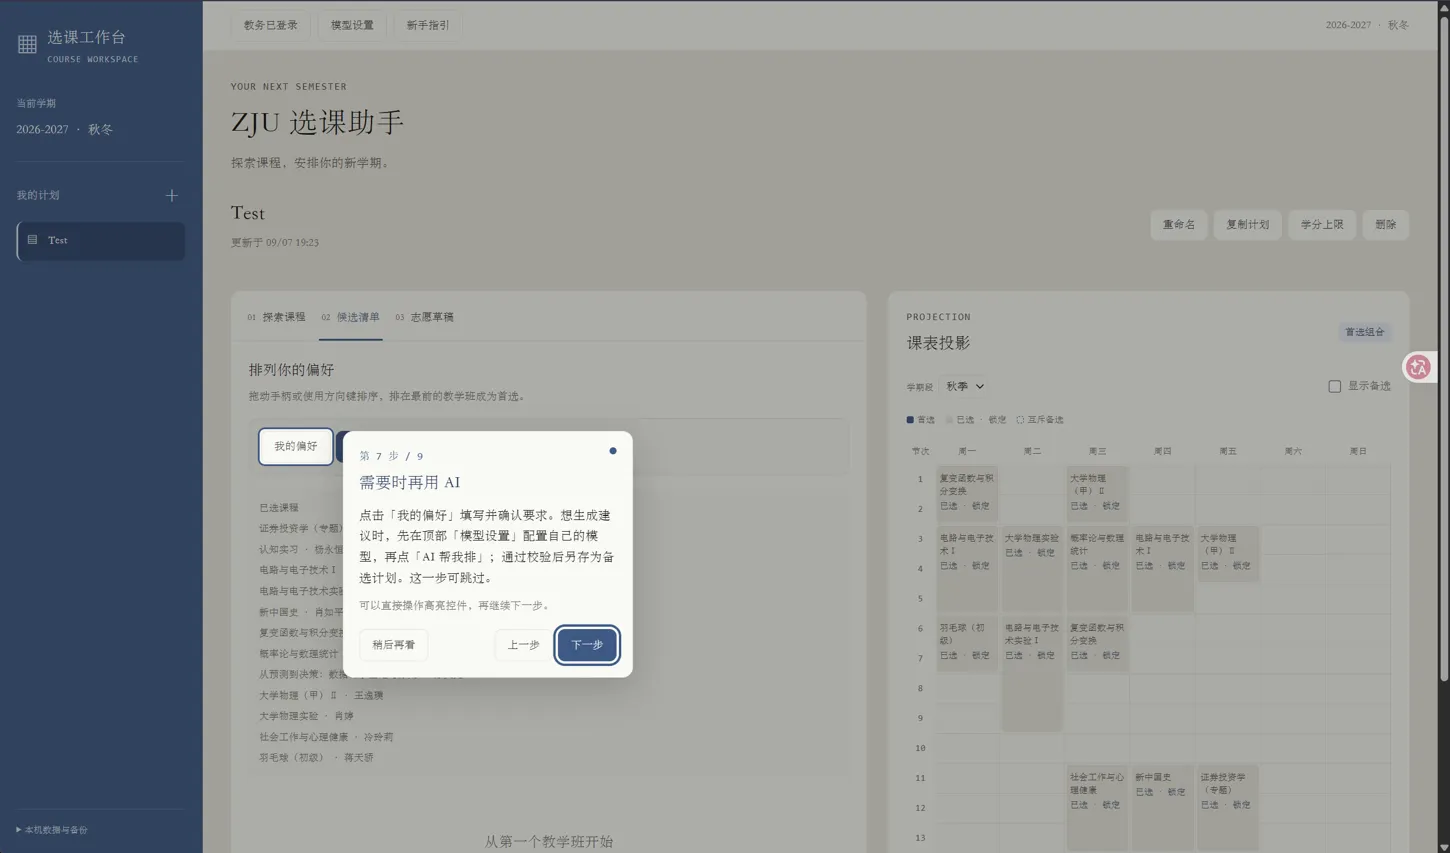 选课工作台
COURSE WORKSPACE
当前学期
2026-2027 · 秋冬
我的计划
Test
本机数据与备份
教务已登录
模型设置
新手指引
2026-2027 · 秋冬
YOUR NEXT SEMESTER
ZJU 选课助手
探索课程，安排你的新学期。
Test
更新于 09/07 19:23
重命名
复制计划
学分上限
删除
01 探索课程
02 候选清单
03 志愿草稿
排列你的偏好
拖动手柄或使用方向键排序，排在最前的教学班成为首选。
我的偏好
已选课程
证券投资学（专题）
认知实习 · 杨永恒
电路与电子技术 I
电路与电子技术实验
新中国史 · 肖如平
复变函数与积分变换
概率论与数理统计
从预测到决策：数据
大学物理（甲）Ⅱ · 王逸璞
大学物理实验 · 肖婷
社会工作与心理健康 · 冷玲莉
羽毛球（初级） · 蒋天骄
从第一个教学班开始
第 7 步 / 9
需要时再用 AI
点击「我的偏好」填写并确认要求。想生成建
议时，先在顶部「模型设置」配置自己的模
型，再点「AI 帮我排」；通过校验后另存为备
选计划。这一步可跳过。
可以直接操作高亮控件，再继续下一步。
稍后再看
上一步
下一步
PROJECTION
课表投影
首选组合
学期段
秋季
显示备选
首选
已选 · 锁定
互斥备选
节次 周一 周二 周三 周四 周五 周六 周日
1
2
3
4
5
6
7
8
9
10
11
12
13
复变函数与积
分变换
已选 · 锁定
大学物理
（甲）Ⅱ
已选 · 锁定
电路与电子技
术 I
已选 · 锁定
大学物理实验
已选 · 锁定
概率论与数理
统计
已选 · 锁定
电路与电子技
术 I
已选 · 锁定
大学物理
（甲）Ⅱ
已选 · 锁定
羽毛球（初
级）
已选 · 锁定
电路与电子技
术实验 I
已选 · 锁定
复变函数与积
分变换
已选 · 锁定
社会工作与心
理健康
已选 · 锁定
新中国史
已选 · 锁定
证券投资学
（专题）
已选 · 锁定